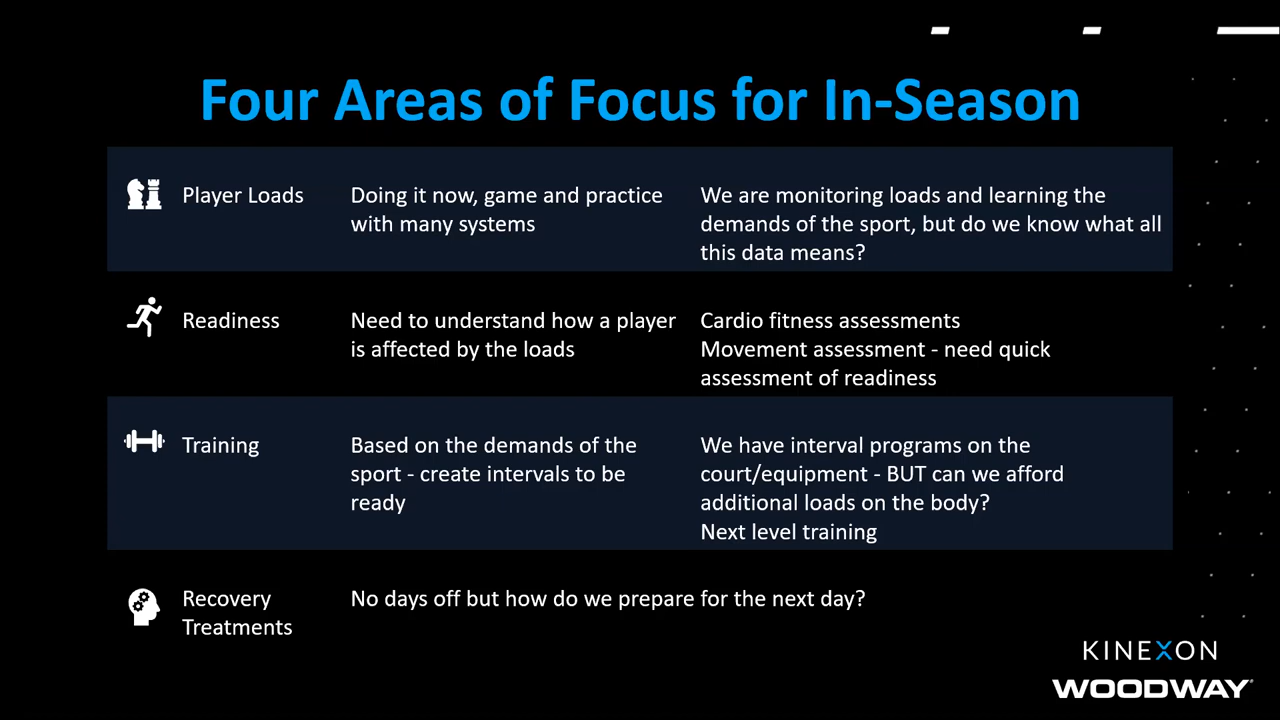 Four Areas of Focus for In-Season
Player Loads
Doing it now, game and practice
with many systems
We are monitoring loads and learning the
demands of the sport, but do we know what all
this data means?
Readiness
Need to understand how a player
is affected by the loads
Cardio fitness assessments
Movement assessment - need quick
assessment of readiness
Training
Based on the demands of the
sport - create intervals to be
ready
We have interval programs on the
court/equipment - BUT can we afford
additional loads on the body?
Next level training
Recovery
Treatments
No days off but how do we prepare for the next day?
KINEXON
WOODWAY